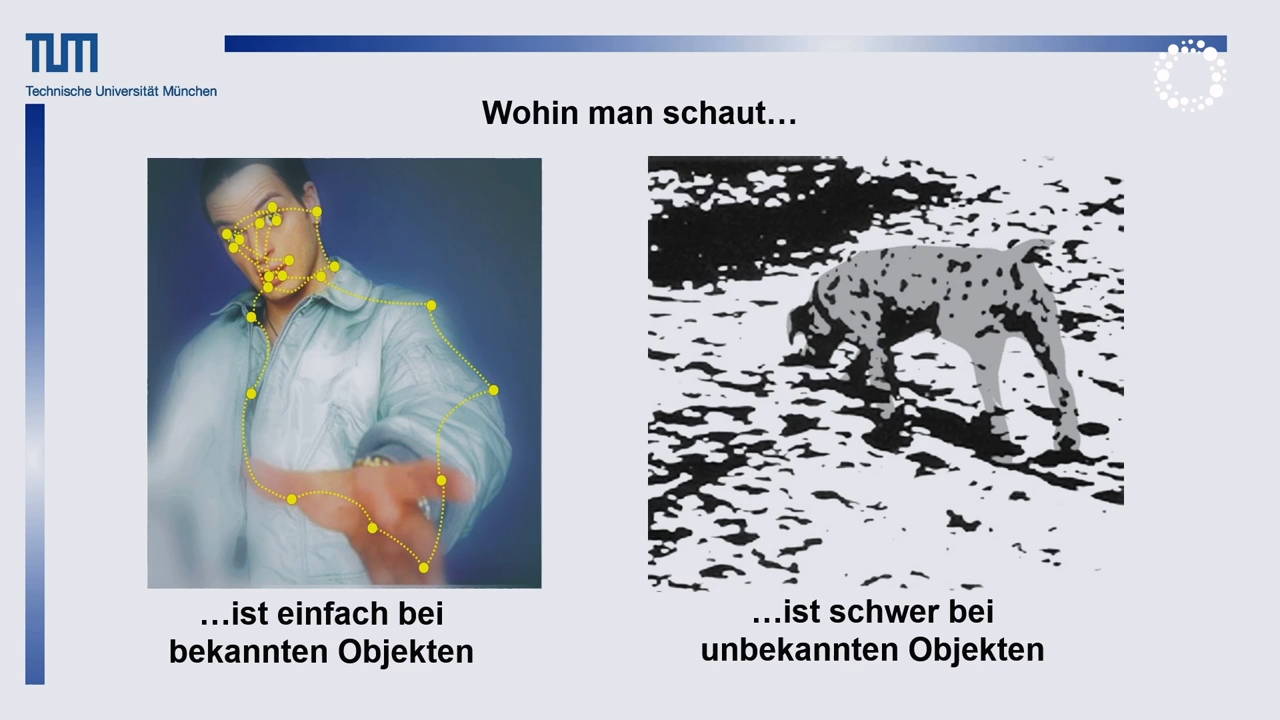 TUM
Technische Universität München
Wohin man schaut…
…ist einfach bei
bekannten Objekten
…ist schwer bei
unbekannten Objekten